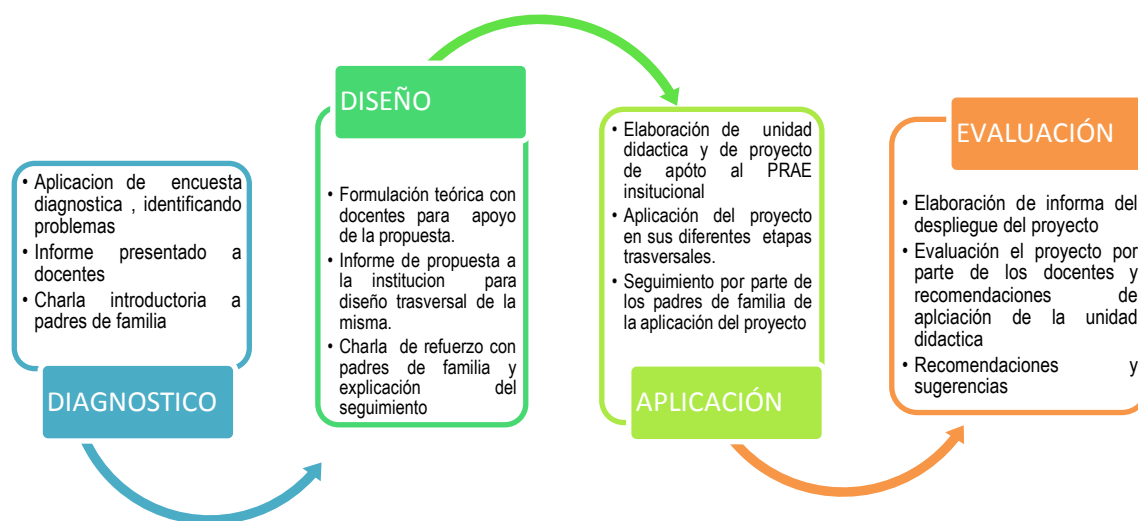 • Aplicacion de encuesta
diagnostica , identificando
problemas
• Informe presentado a
docentes
• Charla introductoria a
padres de familia
DIAGNOSTICO
DISEÑO
• Formulación teórica con
docentes para apoyo
de la propuesta.
• Informe de propuesta a
la institucion para
diseño trasversal de la
misma.
• Charla de refuerzo con
padres de familia y
explicación del
seguimiento
• Elaboración de unidad
didactica y de proyecto
de apóto al PRAE
insitucional
• Aplicación del proyecto
en sus diferentes etapas
trasversales.
• Seguimiento por parte de
los padres de familia de
la aplicación del proyecto
APLICACIÓN
EVALUACIÓN
• Elaboración de informa del
despliegue del proyecto
• Evaluación el proyecto por
parte de los docentes y
recomendaciones de
aplciación de la unidad
didactica
• Recomendaciones y
sugerencias